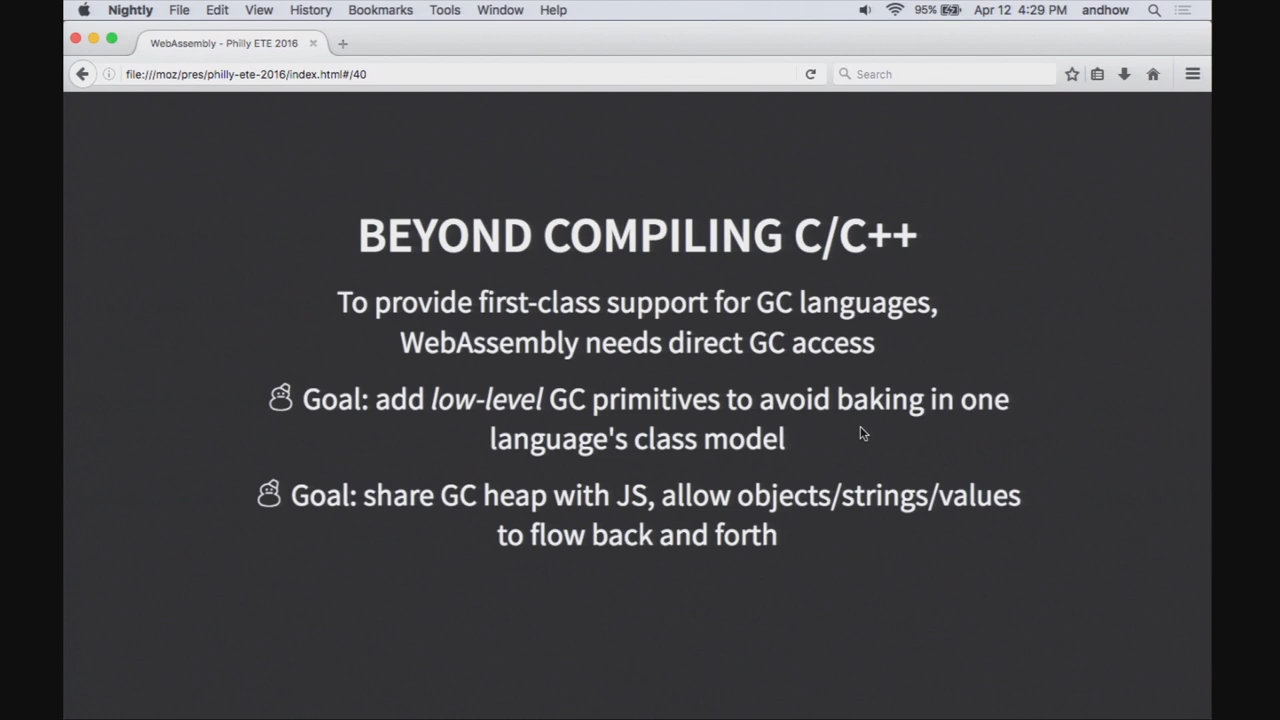 Nightly File Edit View History Bookmarks Tools Window Help 95% Apr 12 4:29 PM andhow
WebAssembly - Philly ETE 2016
file:///moz/pres/philly-ete-2016/index.html#/40 Search
BEYOND COMPILING C/C++
To provide first-class support for GC languages,
WebAssembly needs direct GC access
Goal: add low-level GC primitives to avoid baking in one
language's class model
Goal: share GC heap with JS, allow objects/strings/values
to flow back and forth